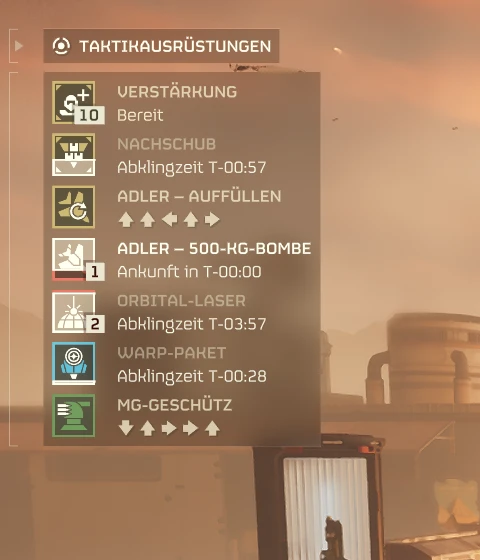 TAKTIKAUSRÜSTUNGEN
VERSTÄRKUNG
10
Bereit
NACHSCHUB
Abklingzeit T-00:57
ADLER – AUFFÜLLEN
ADLER – 500-KG-BOMBE
1
Ankunft in T-00:00
ORBITAL-LASER
2
Abklingzeit T-03:57
WARP-PAKET
Abklingzeit T-00:28
MG-GESCHÜTZ